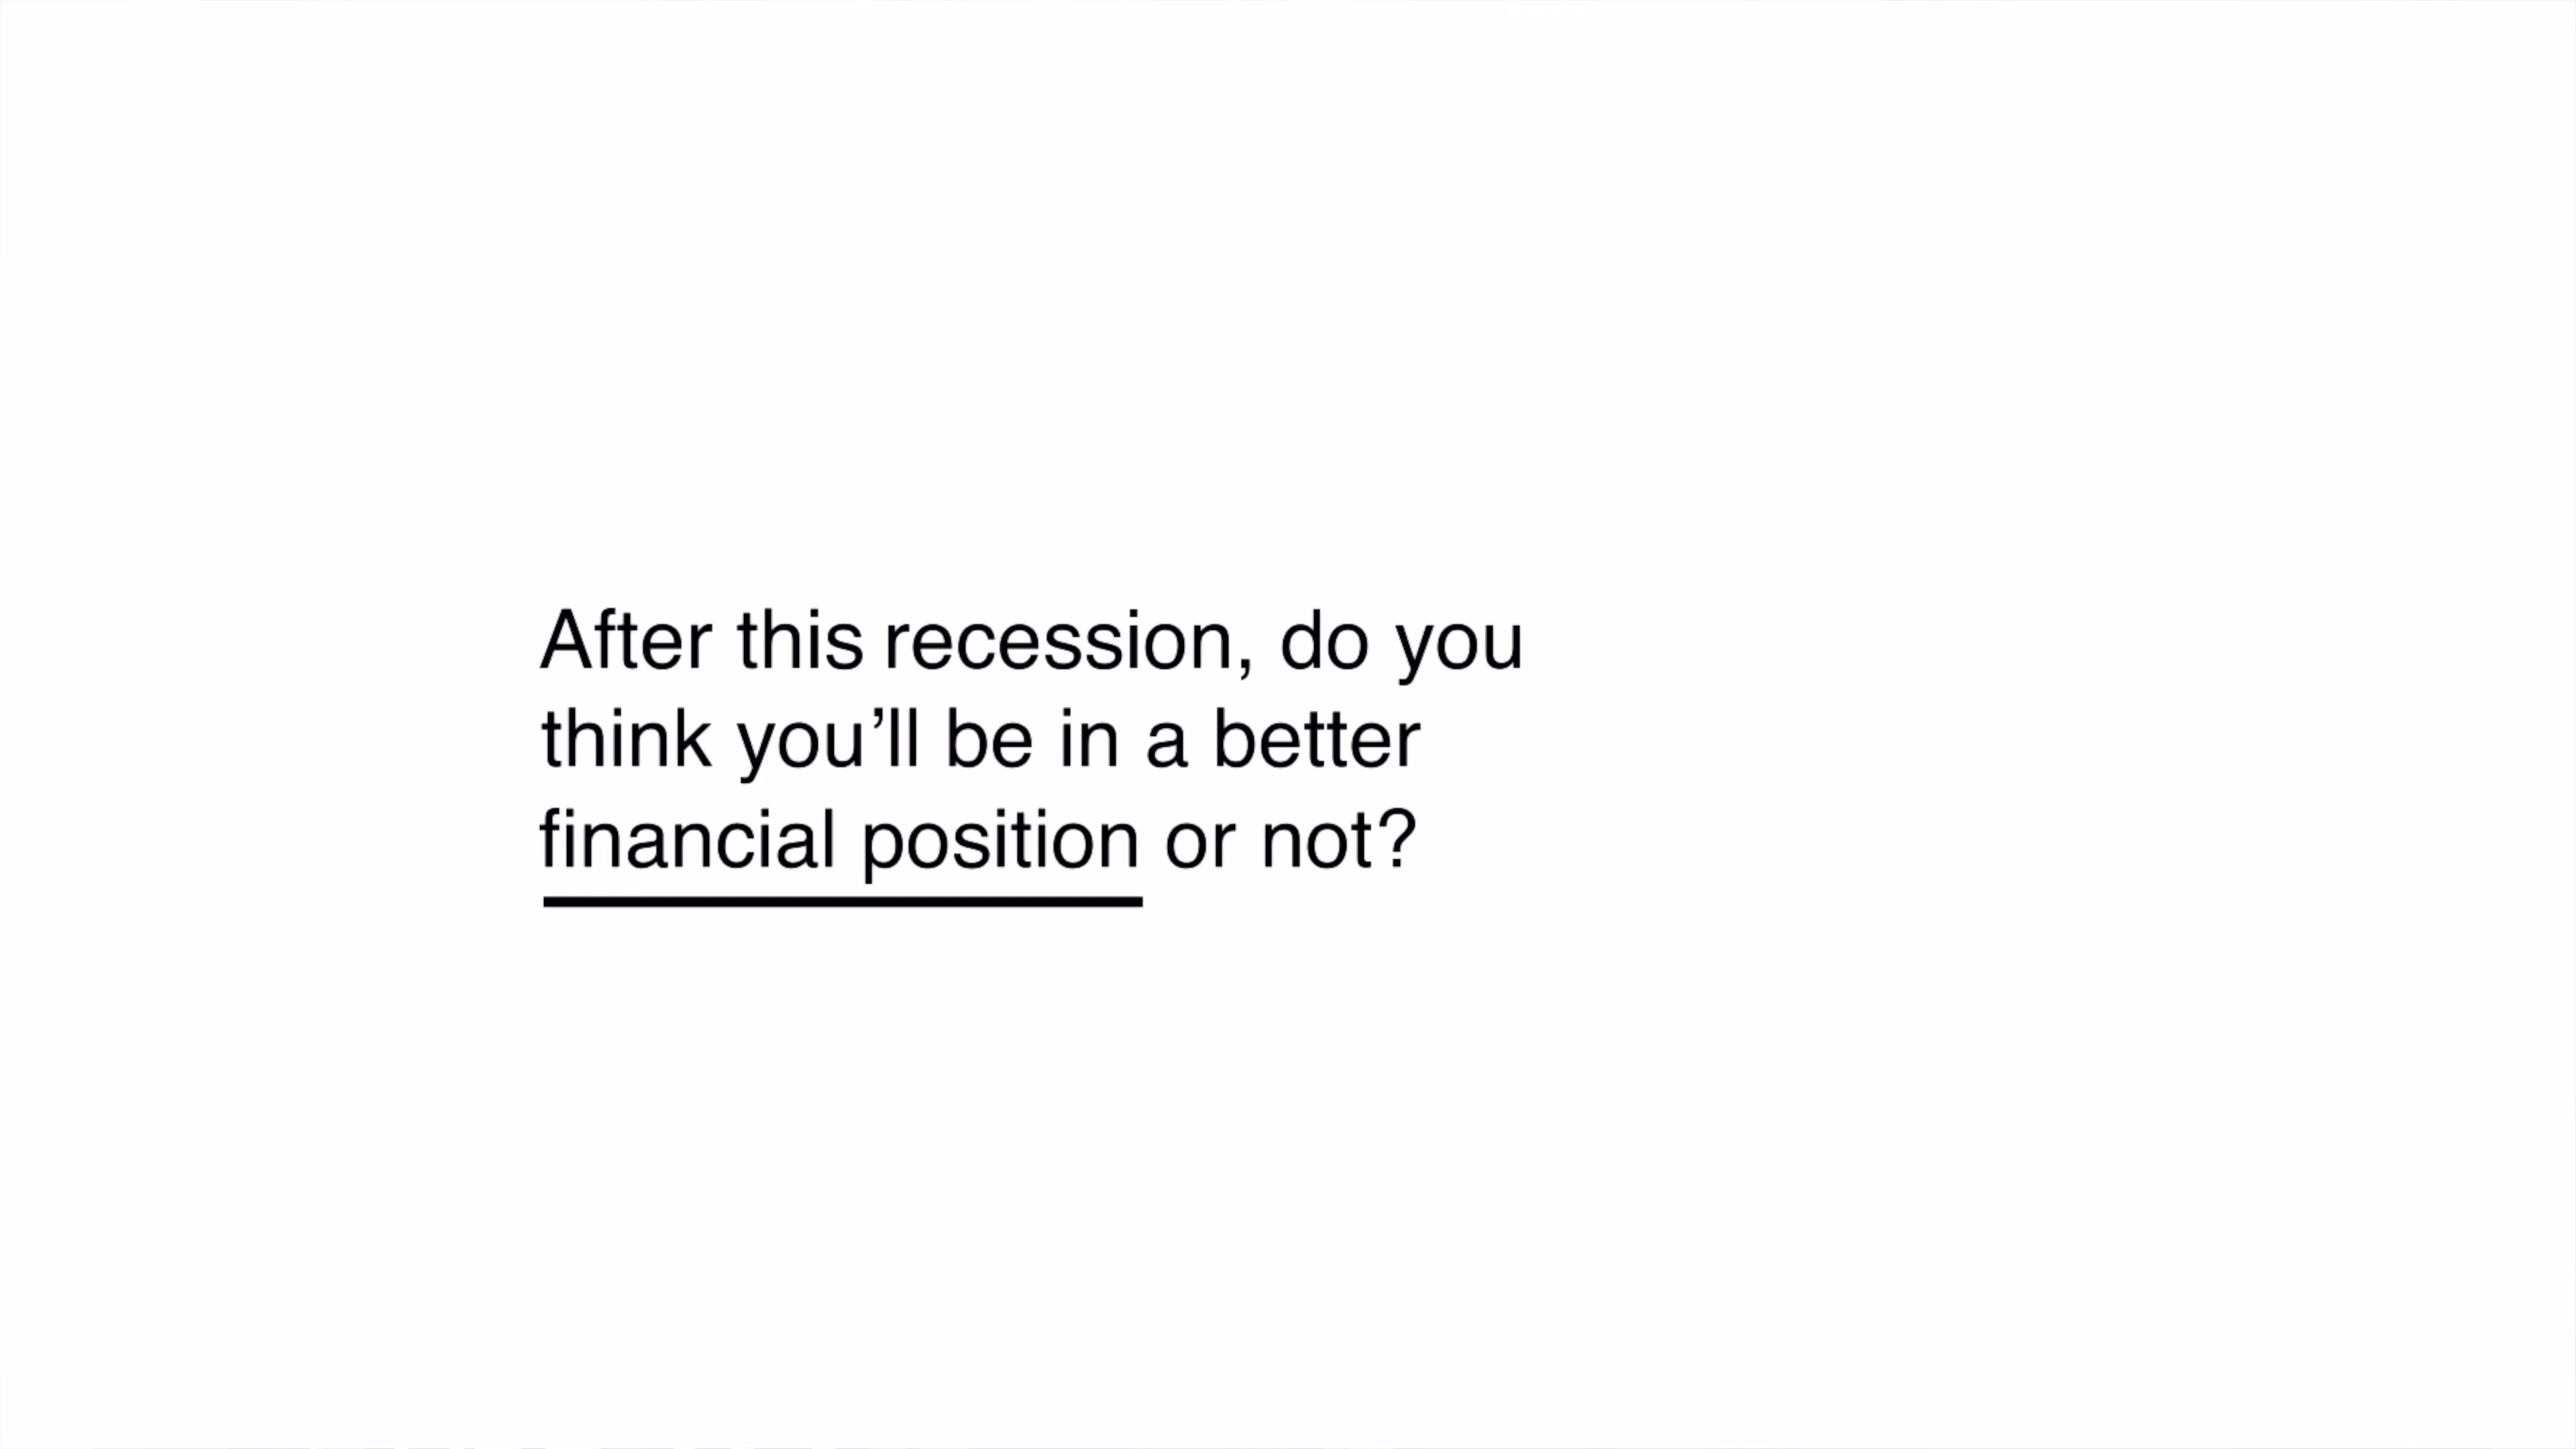 After this recession, do you
think you’ll be in a better
financial position or not?